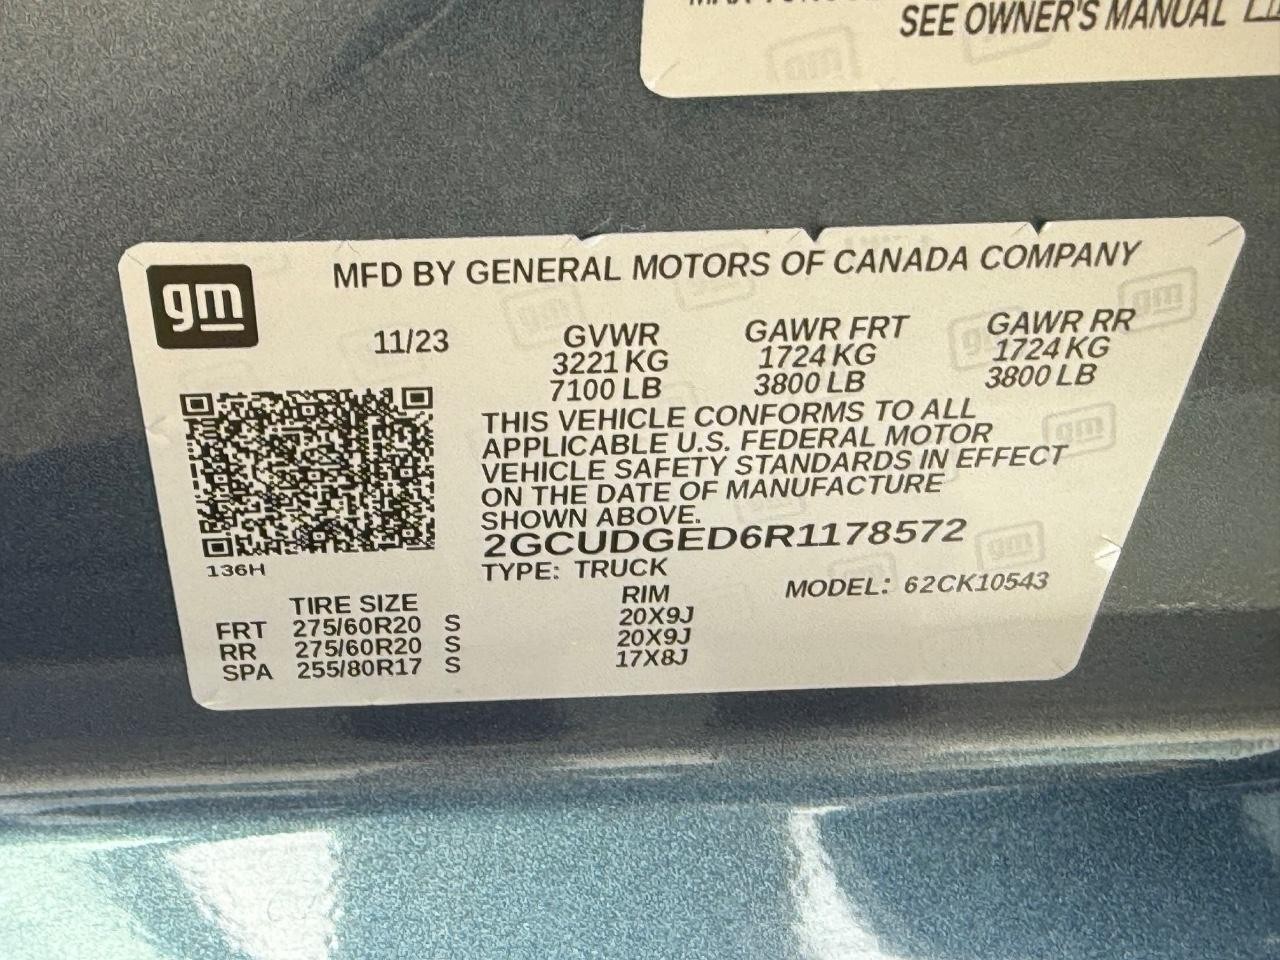 SEE OWNER'S MANUAL
gm
MFD BY GENERAL MOTORS OF CANADA COMPANY
11/23
GVWR GAWR FRT GAWR RR
3221 KG 1724 KG 1724 KG
7100 LB 3800 LB 3800 LB
THIS VEHICLE CONFORMS TO ALL
APPLICABLE U.S. FEDERAL MOTOR
VEHICLE SAFETY STANDARDS IN EFFECT
ON THE DATE OF MANUFACTURE
SHOWN ABOVE.
2GCUDGED6R1178572
136H
TYPE: TRUCK
MODEL: 62CK10543
TIRE SIZE RIM
FRT 275/60R20 S 20X9J
RR 275/60R20 S 20X9J
SPA 255/80R17 S 17X8J